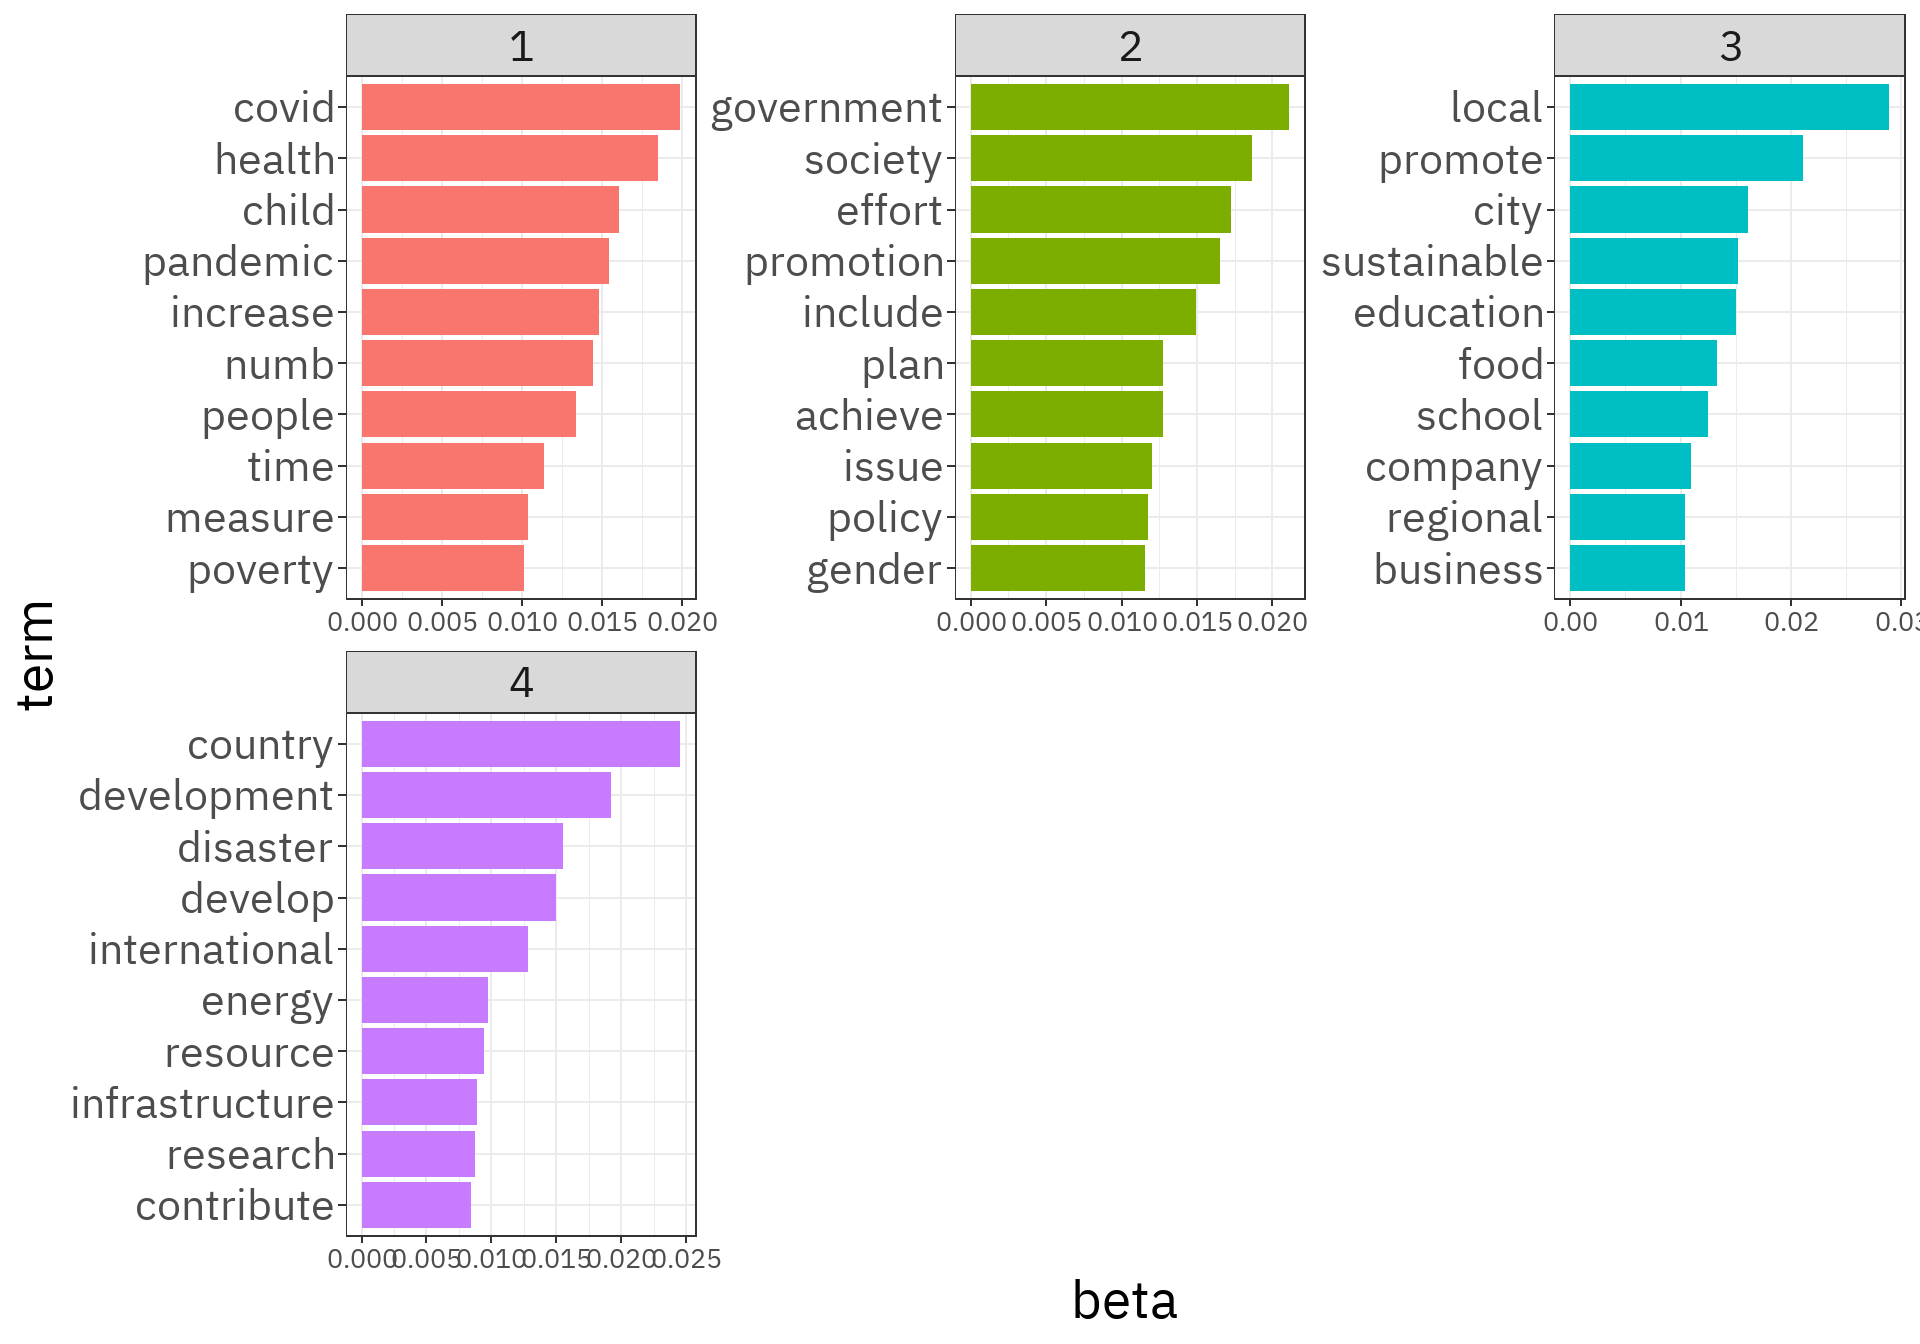 1
covid
health
child
pandemic
increase
numb
people
time
measure
poverty
0.000 0.005 0.010 0.015 0.020
2
government
society
effort
promotion
include
plan
achieve
issue
policy
gender
0.000 0.005 0.010 0.015 0.020
3
local
promote
city
sustainable
education
food
school
company
regional
business
0.00 0.01 0.02 0.03
4
country
development
disaster
develop
international
energy
resource
infrastructure
research
contribute
0.000 0.005 0.010 0.015 0.020 0.025
term
beta